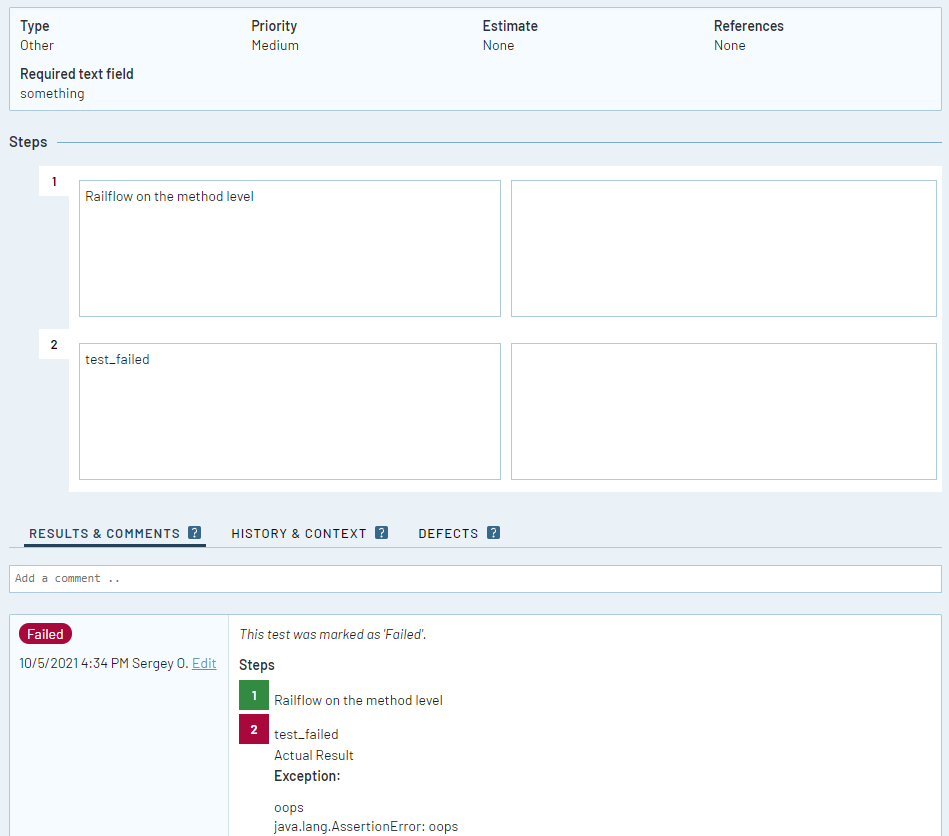 Type Priority Estimate References
Other Medium None None
Required text field
something
Steps
1
Railflow on the method level
2
test_failed
RESULTS & COMMENTS ? HISTORY & CONTEXT ? DEFECTS ?
Add a comment ..
Failed
10/5/2021 4:34 PM Sergey O. Edit
This test was marked as 'Failed'.
Steps
1 Railflow on the method level
2 test_failed
Actual Result
Exception:
oops
java.lang.AssertionError: oops